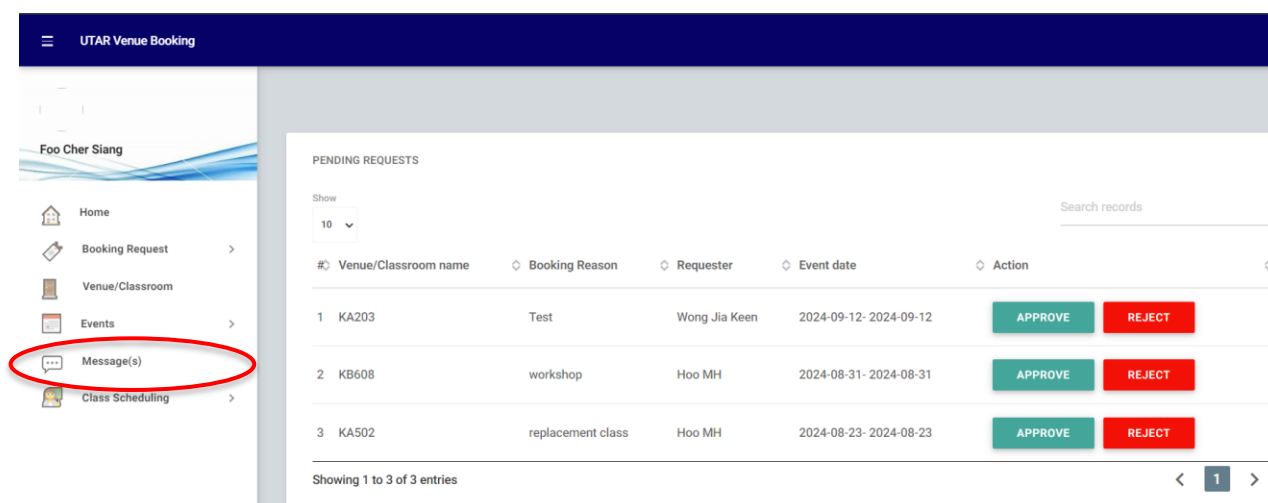 UTAR Venue Booking
Foo Cher Siang
Home
Booking Request
Venue/Classroom
Events
Message(s)
Class Scheduling
PENDING REQUESTS
Show
10
Search records
# Venue/Classroom name Booking Reason Requester Event date Action
1 KA203 Test Wong Jia Keen 2024-09-12- 2024-09-12 APPROVE REJECT
2 KB608 workshop Hoo MH 2024-08-31- 2024-08-31 APPROVE REJECT
3 KA502 replacement class Hoo MH 2024-08-23- 2024-08-23 APPROVE REJECT
Showing 1 to 3 of 3 entries
1